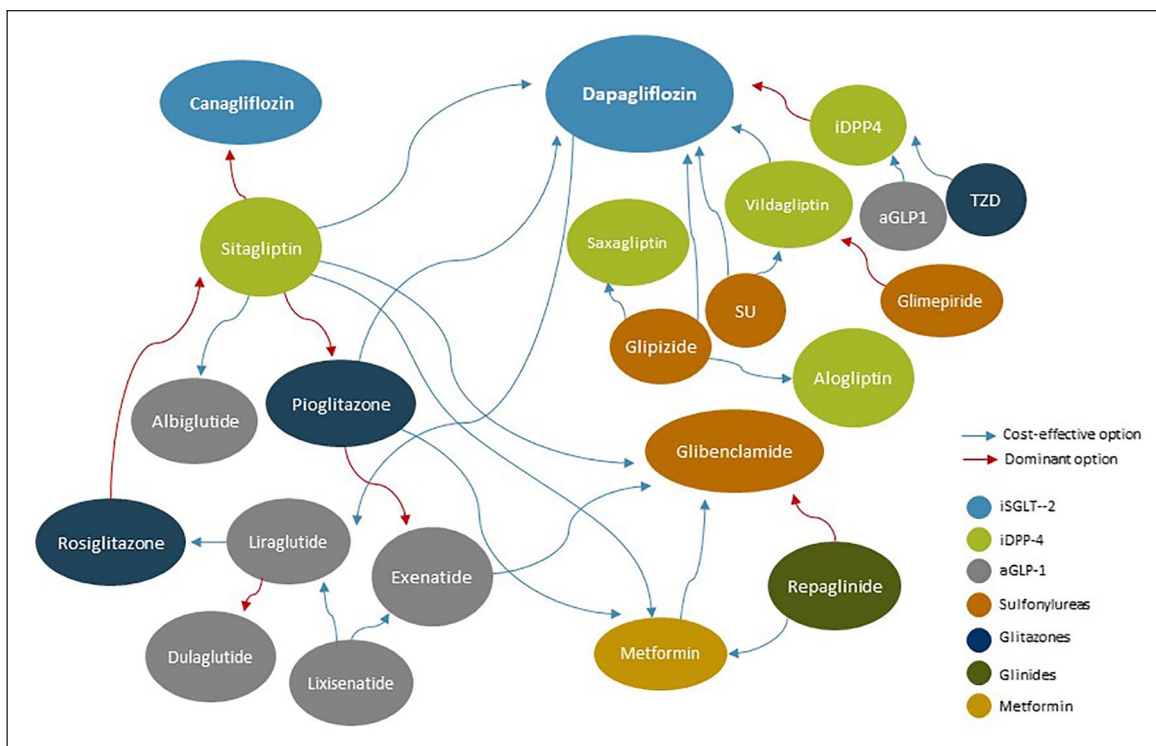 Canagliflozin
Dapagliflozin
iDPP4
TZD
aGLP1
Vildagliptin
Sitagliptin
Saxagliptin
SU
Glimepiride
Glipizide
Alogliptin
Pioglitazone
Albiglutide
Glibenclamide
Cost-effective option
Dominant option
Rosiglitazone
Liraglutide
Exenatide
Repaglinide
Dulaglutide
Lixisenatide
Metformin
iSGLT--2
iDPP-4
aGLP-1
Sulfonylureas
Glitazones
Glinides
Metformin